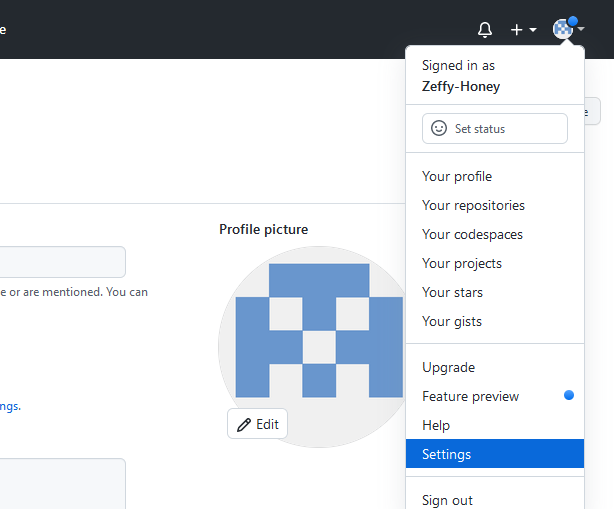 e
Signed in as
Zeffy-Honey
e
Set status
Your profile
Your repositories
Your codespaces
Your projects
Your stars
Your gists
Upgrade
Feature preview
Help
Settings
Sign out
Profile picture
e or are mentioned. You can
ngs.
Edit